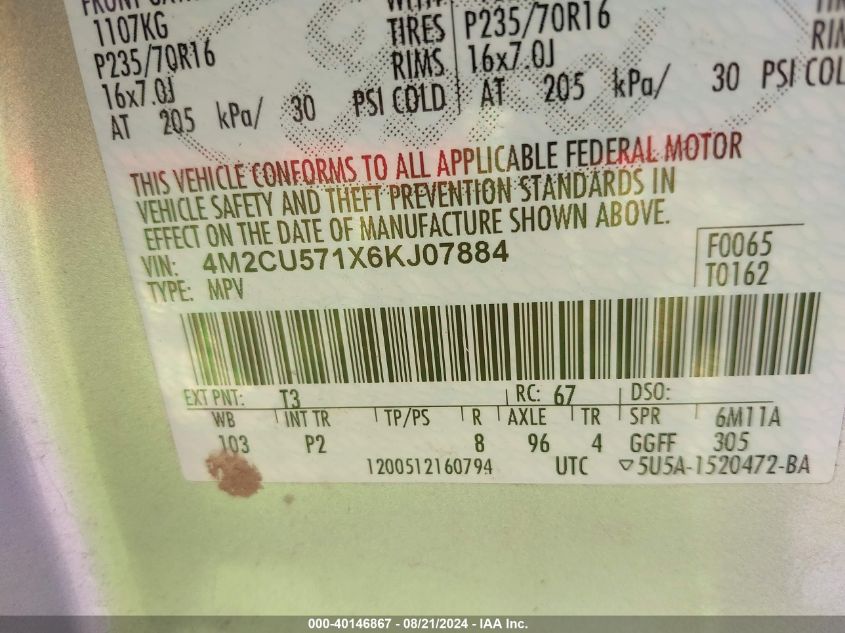 FRONT
1107KG
P235/70R16
16x7.0J
AT 205 kPa/ 30 PSI COLD
WITH
TIRES P235/70R16
RIMS 16x7.0J
AT 205 kPa/ 30 PSI COL
THIS VEHICLE CONFORMS TO ALL APPLICABLE FEDERAL MOTOR
VEHICLE SAFETY AND THEFT PREVENTION STANDARDS IN
EFFECT ON THE DATE OF MANUFACTURE SHOWN ABOVE.
VIN: 4M2CU571X6KJ07884
TYPE: MPV
F0065
T0162
EXT PNT: T3 RC: 67 DSO:
WB INT TR TP/PS R AXLE TR SPR 6M11A
103 P2 8 96 4 GGFF 305
1200512160794 UTC ▽5U5A-1520472-BA
000-40146867 - 08/21/2024 - IAA Inc.